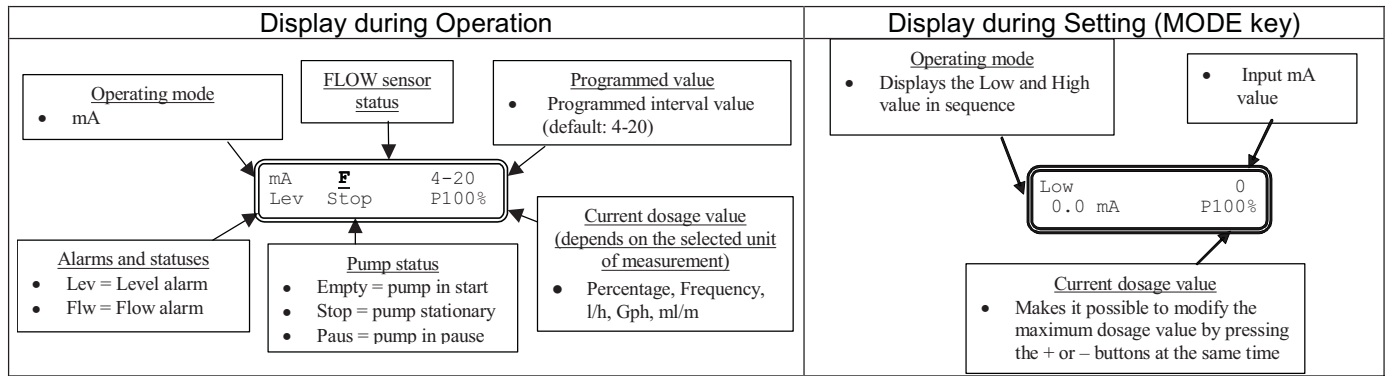 Display during Operation
Display during Setting (MODE key)
Operating mode
• mA
FLOW sensor
status
Programmed value
• Programmed interval value
(default: 4-20)
mA F 4-20
Lev Stop P100%
Alarms and statuses
• Lev = Level alarm
• Flw = Flow alarm
Pump status
• Empty = pump in start
• Stop = pump stationary
• Paus = pump in pause
Current dosage value
(depends on the selected unit
of measurement)
• Percentage, Frequency,
l/h, Gph, ml/m
Operating mode
• Displays the Low and High
value in sequence
• Input mA
value
Low 0
0.0 mA P100%
Current dosage value
• Makes it possible to modify the
maximum dosage value by pressing
the + or – buttons at the same time